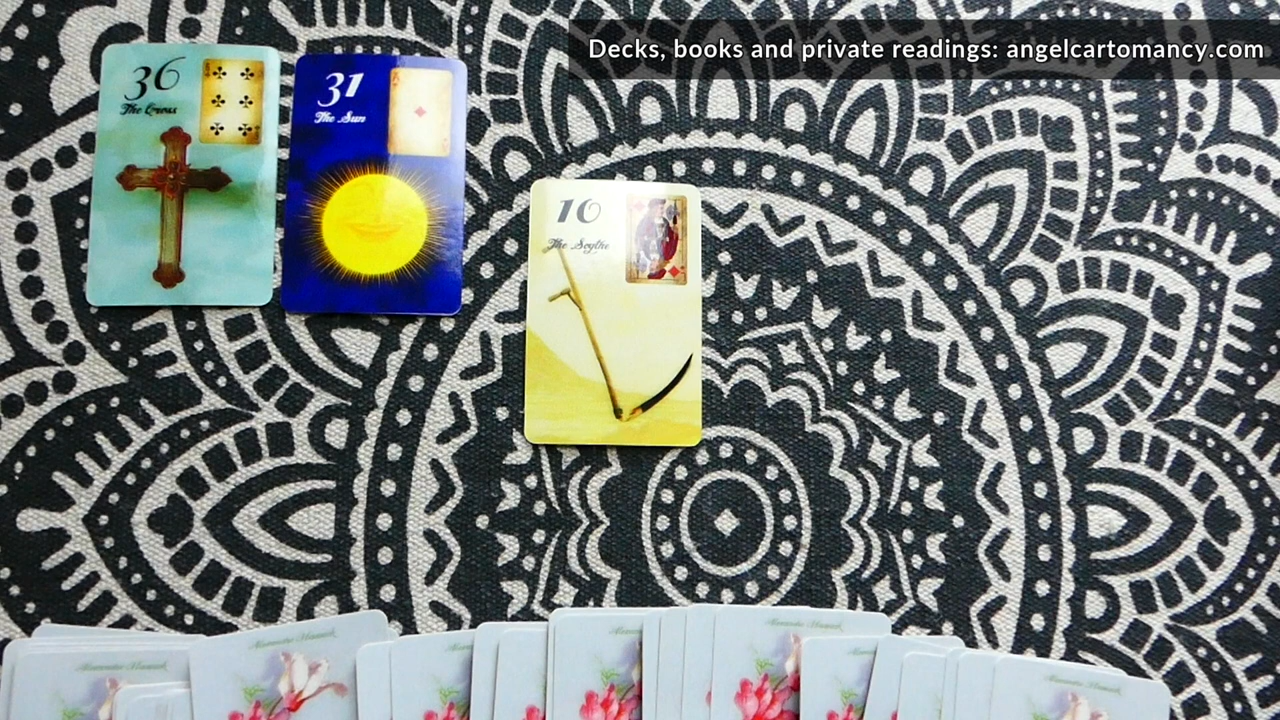 Decks, books and private readings: angelcartomancy.com
36
The Cross
31
The Sun
10
The Scythe